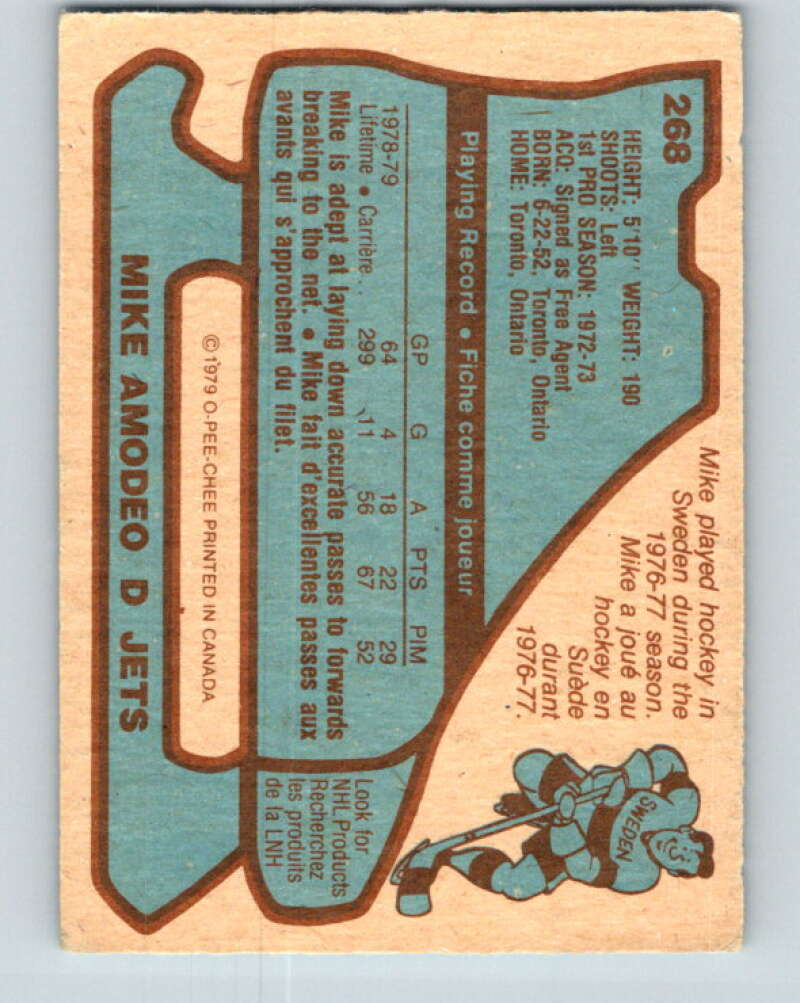 268
HEIGHT: 5'10'' WEIGHT: 190
SHOOTS: Left
1st PRO SEASON: 1972-73
ACQ: Signed as Free Agent
BORN: 6-22-52, Toronto, Ontario
HOME: Toronto, Ontario
Mike played hockey in
Sweden during the
1976-77 season.
Mike a joué au
hockey en
Suède
durant
1976-77.
SWEDEN
Playing Record • Fiche comme joueur
GP G A PTS PIM
1978-79 64 4 18 22 29
Lifetime • Carrière .. 299 11 56 67 52
Mike is adept at laying down accurate passes to forwards
breaking to the net. • Mike fait d'excellentes passes aux
avants qui s'approchent du filet.
Look for
NHL Products
Recherchez
les produits
de la LNH
© 1979 O-PEE-CHEE PRINTED IN CANADA
MIKE AMODEO D JETS